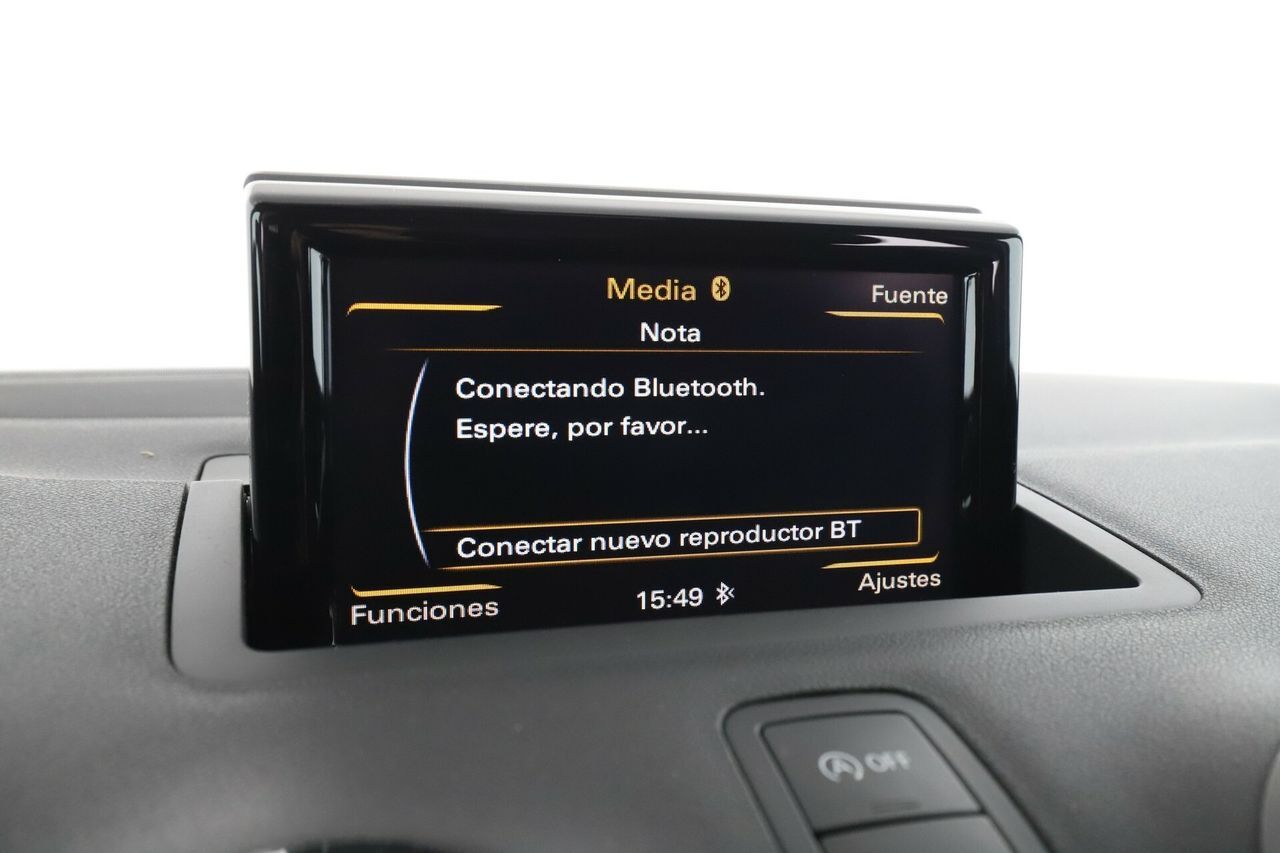 Media
Fuente
Nota
Conectando Bluetooth.
Espere, por favor...
Conectar nuevo reproductor BT
Funciones
15:49
Ajustes
A OFF